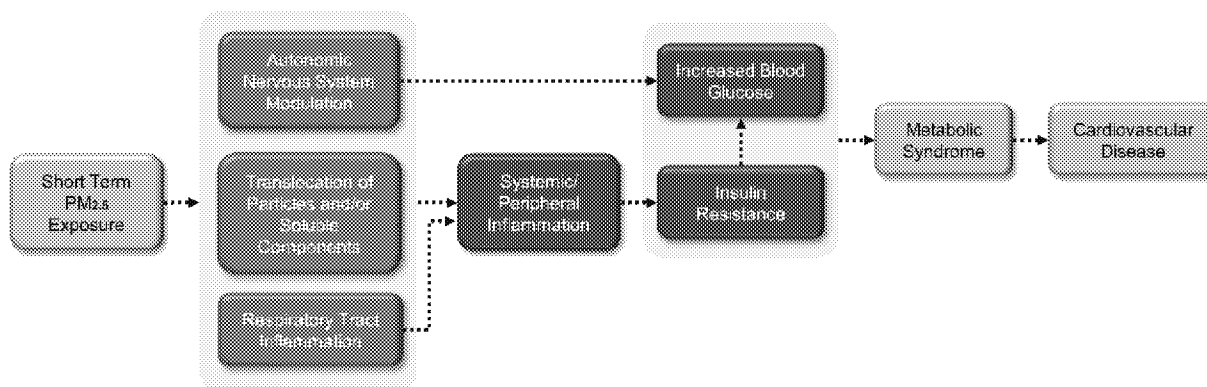 Short Term
PM2.5
Exposure
Autonomic
Nervous System
Modulation
Translocation of
Particles and/or
Soluble
Components
Respiratory Tract
Inflammation
Systemic/
Peripheral
Inflammation
Increased Blood
Glucose
Insulin
Resistance
Metabolic
Syndrome
Cardiovascular
Disease